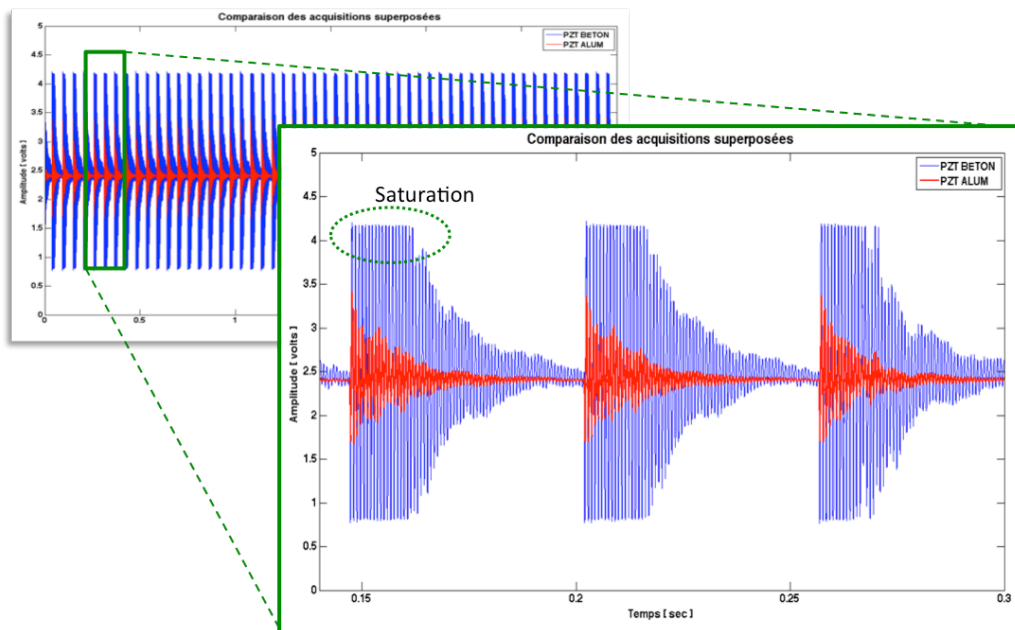 Comparaison des acquisitions superposées
PZT BETON
PZT ALUM
Amplitude [ volts ]
5
4.5
4
3.5
3
2.5
2
1.5
1
0.5
0
0
0.5
1
Comparaison des acquisitions superposées
PZT BETON
PZT ALUM
Saturation
Amplitude [ volts ]
5
4.5
4
3.5
3
2.5
2
1.5
1
0.5
0
0.15
0.2
0.25
0.3
Temps [ sec ]